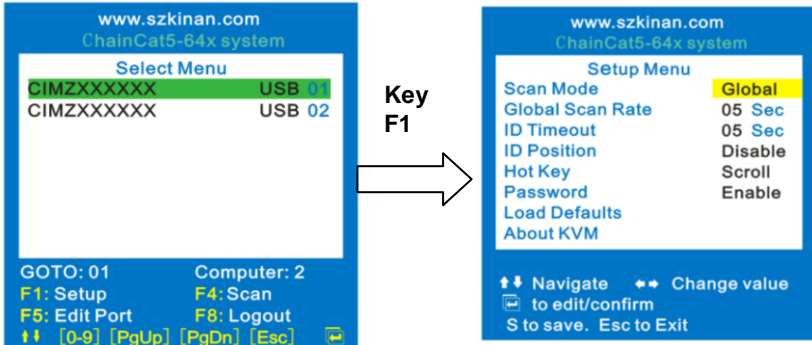 www.szkinan.com
ChainCat5-64x system
Select Menu
CIMZXXXXXX USB 01
CIMZXXXXXX USB 02
GOTO: 01 Computer: 2
F1: Setup F4: Scan
F5: Edit Port F8: Logout
[0-9] [PgUp] [PgDn] [Esc]
Key
F1
www.szkinan.com
ChainCat5-64x system
Setup Menu
Scan Mode Global
Global Scan Rate 05 Sec
ID Timeout 05 Sec
ID Position Disable
Hot Key Scroll
Password Enable
Load Defaults
About KVM
Navigate Change value
to edit/confirm
S to save. Esc to Exit